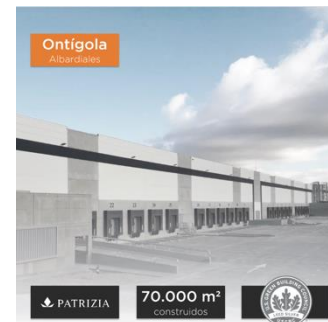 Ontígola
Albardiales
PATRIZIA
70.000 m²
construidos